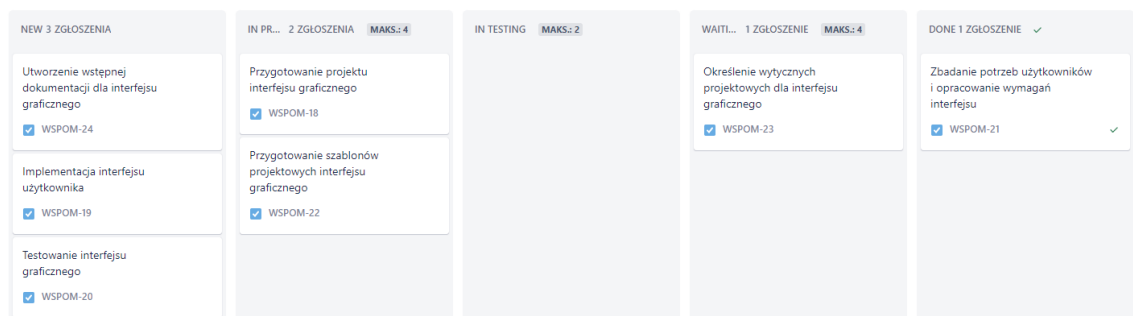 NEW 3 ZGŁOSZENIA
Utworzenie wstępnej
dokumentacji dla interfejsu
graficznego
WSPOM-24
Implementacja interfejsu
użytkownika
WSPOM-19
Testowanie interfejsu
graficznego
WSPOM-20
IN PR... 2 ZGŁOSZENIA MAKS.: 4
Przygotowanie projektu
interfejsu graficznego
WSPOM-18
Przygotowanie szablonów
projektowych interfejsu
graficznego
WSPOM-22
IN TESTING MAKS.: 2
WAITI... 1 ZGŁOSZENIE MAKS.: 4
Określenie wytycznych
projektowych dla interfejsu
graficznego
WSPOM-23
DONE 1 ZGŁOSZENIE
Zbadanie potrzeb użytkowników
i opracowanie wymagań
interfejsu
WSPOM-21